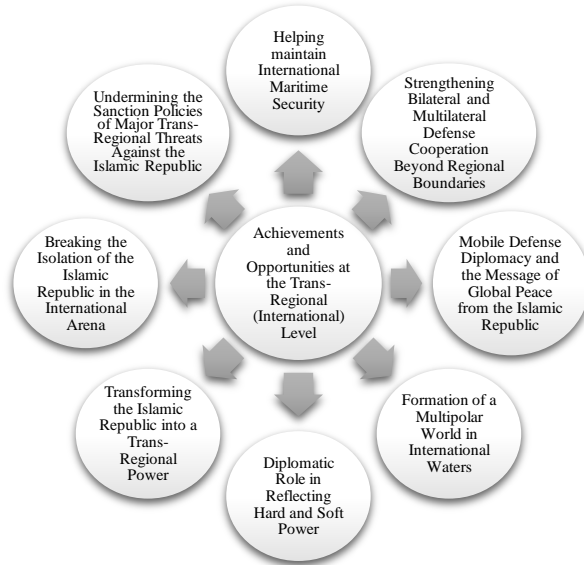 Helping
maintain
International
Maritime
Security
Strengthening
Bilateral and
Multilateral
Defense
Cooperation
Beyond Regional
Boundaries
Mobile Defense
Diplomacy and
the Message of
Global Peace
from the Islamic
Republic
Formation of a
Multipolar
World in
International
Waters
Diplomatic
Role in
Reflecting
Hard and Soft
Power
Transforming
the Islamic
Republic into a
Trans-
Regional
Power
Breaking the
Isolation of the
Islamic
Republic in the
International
Arena
Undermining the
Sanction Policies
of Major Trans-
Regional Threats
Against the
Islamic Republic
Achievements
and
Opportunities at
the Trans-
Regional
(International)
Level